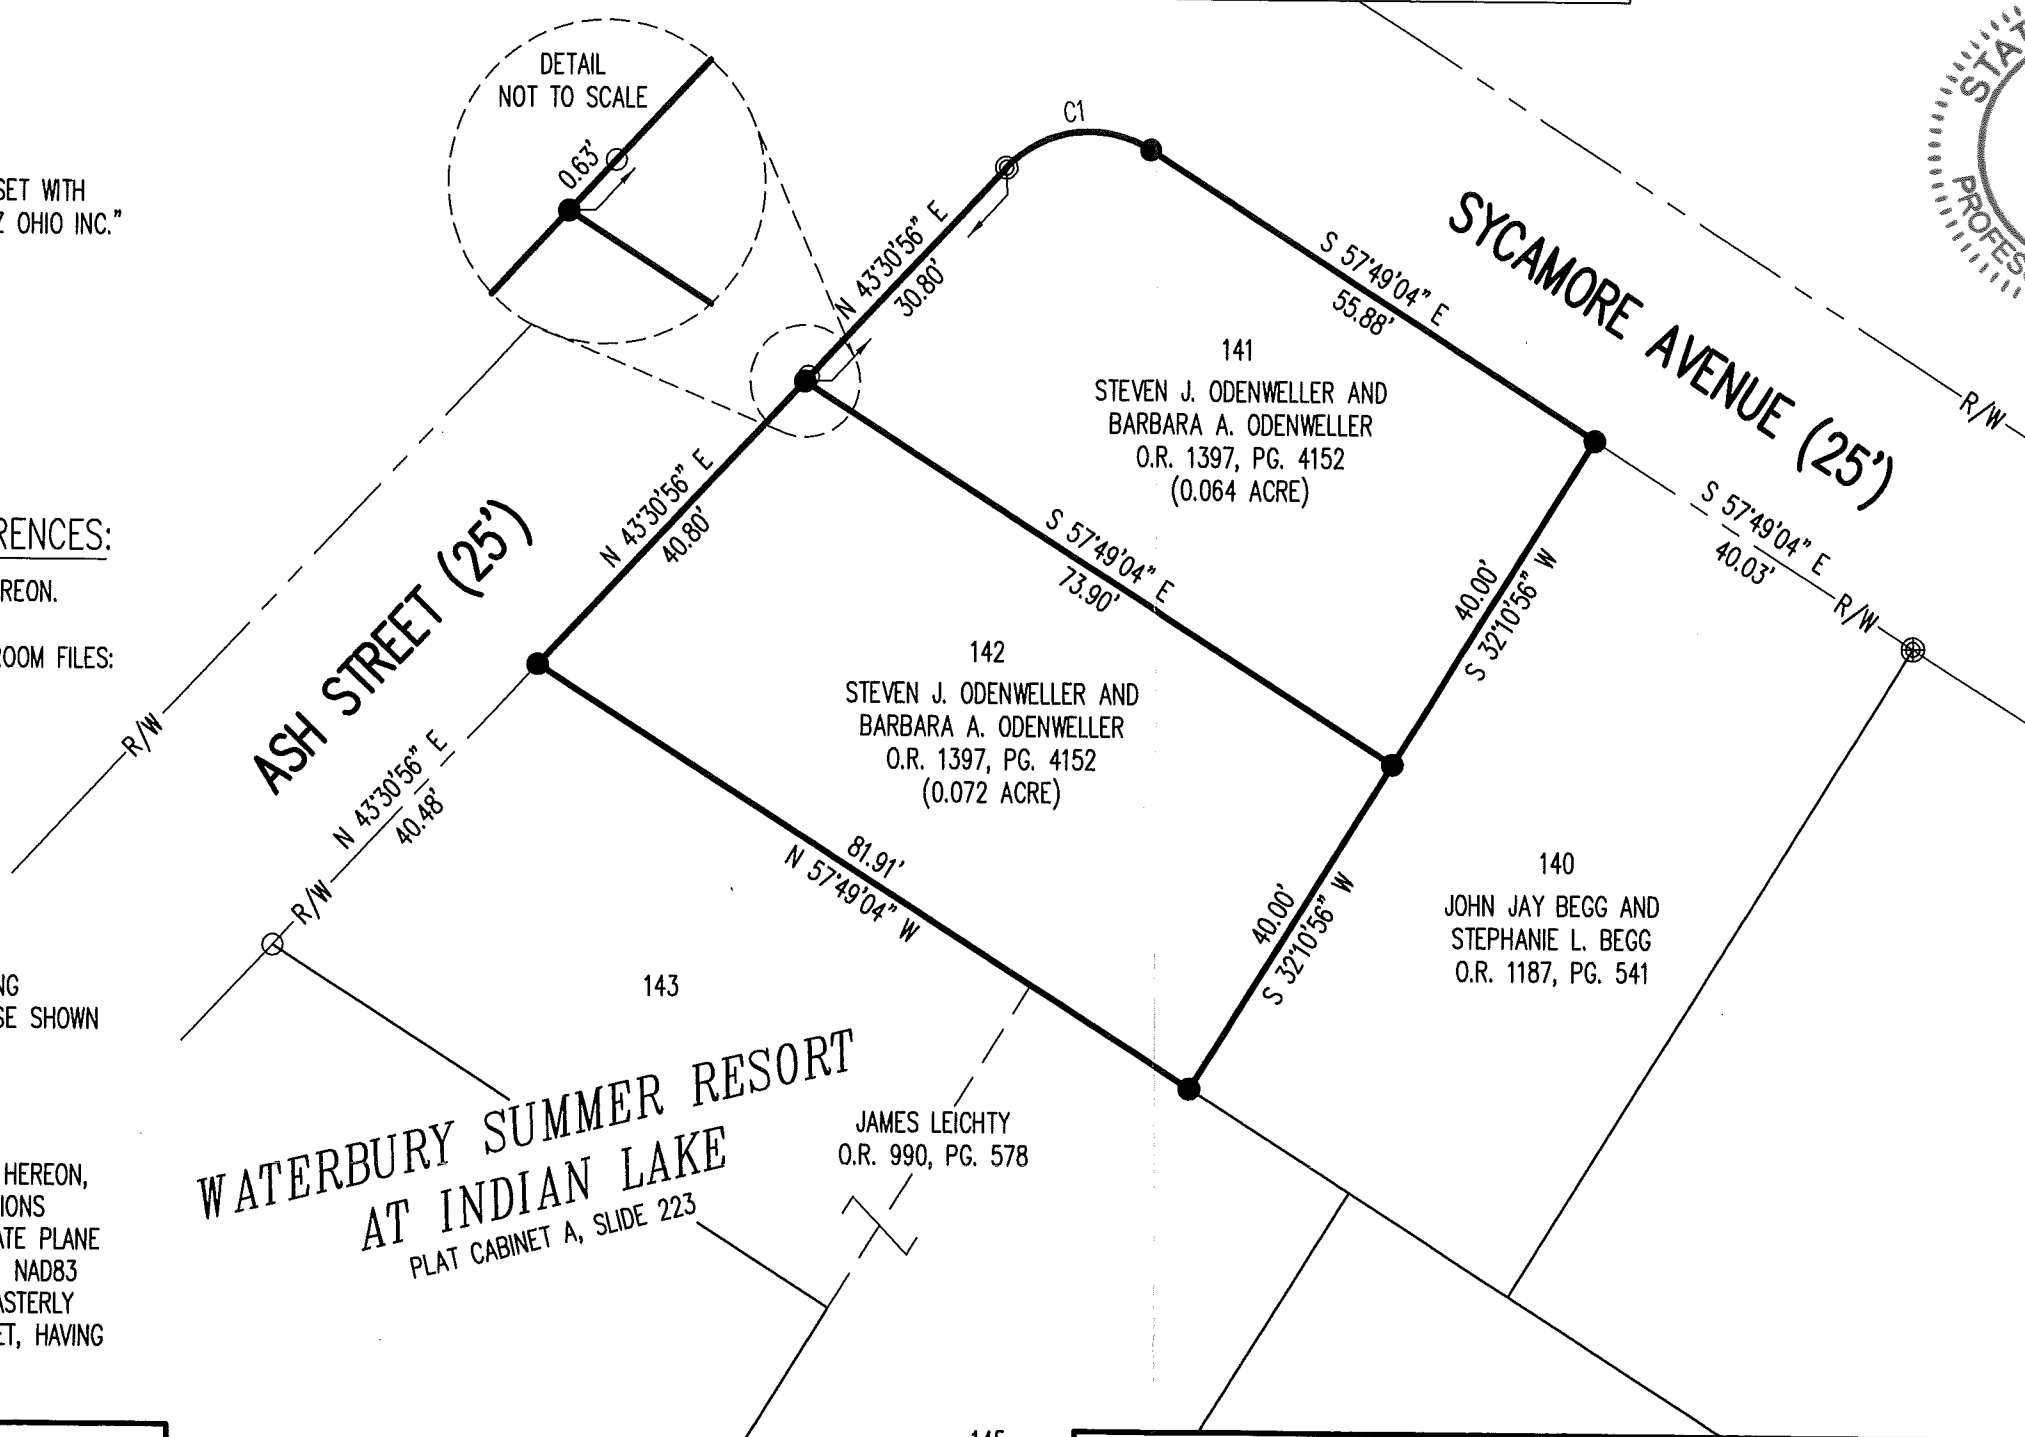 DETAIL
NOT TO SCALE
0.63'
C1
STAT
PROFESS
SET WITH
Z OHIO INC."
N 43°30'56" E
30.80'
S 57°49'04" E
55.88'
SYCAMORE AVENUE (25')
R/W
141
STEVEN J. ODENWELLER AND
BARBARA A. ODENWELLER
O.R. 1397, PG. 4152
(0.064 ACRE)
N 43°30'56" E
40.80'
S 57°49'04" E
73.90'
40.00'
S 32°10'56" W
S 57°49'04" E
40.03'
R/W
RENCES:
REON.
ROOM FILES:
ASH STREET (25')
R/W
142
STEVEN J. ODENWELLER AND
BARBARA A. ODENWELLER
O.R. 1397, PG. 4152
(0.072 ACRE)
N 43°30'56" E
40.48'
R/W
81.91'
N 57°49'04" W
40.00'
S 32°10'56" W
140
JOHN JAY BEGG AND
STEPHANIE L. BEGG
O.R. 1187, PG. 541
143
NG
SE SHOWN
WATERBURY SUMMER RESORT
AT INDIAN LAKE
PLAT CABINET A, SLIDE 223
JAMES LEICHTY
O.R. 990, PG. 578
HEREON,
IONS
ATE PLANE
NAD83
ASTERLY
ET, HAVING
145